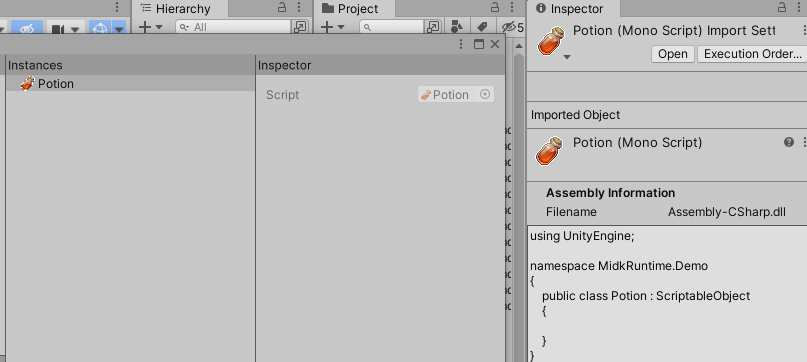 Hierarchy
All
Project
5
Inspector
Potion (Mono Script) Import Sett
Open
Execution Order...
Instances
Inspector
Potion
Script
Potion
Imported Object
Potion (Mono Script)
Assembly Information
Filename
Assembly-CSharp.dll
using UnityEngine;
namespace MidkRuntime.Demo
{
public class Potion : ScriptableObject
{
}
}